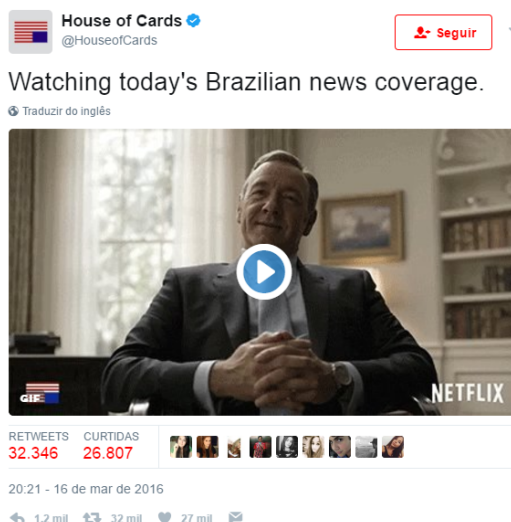 House of Cards
@HouseofCards
Seguir
Watching today's Brazilian news coverage.
Traduzir do inglês
GIF
NETFLIX
RETWEETS CURTIDAS
32.346 26.807
20:21 - 16 de mar de 2016
1,2 mil 32 mil 27 mil